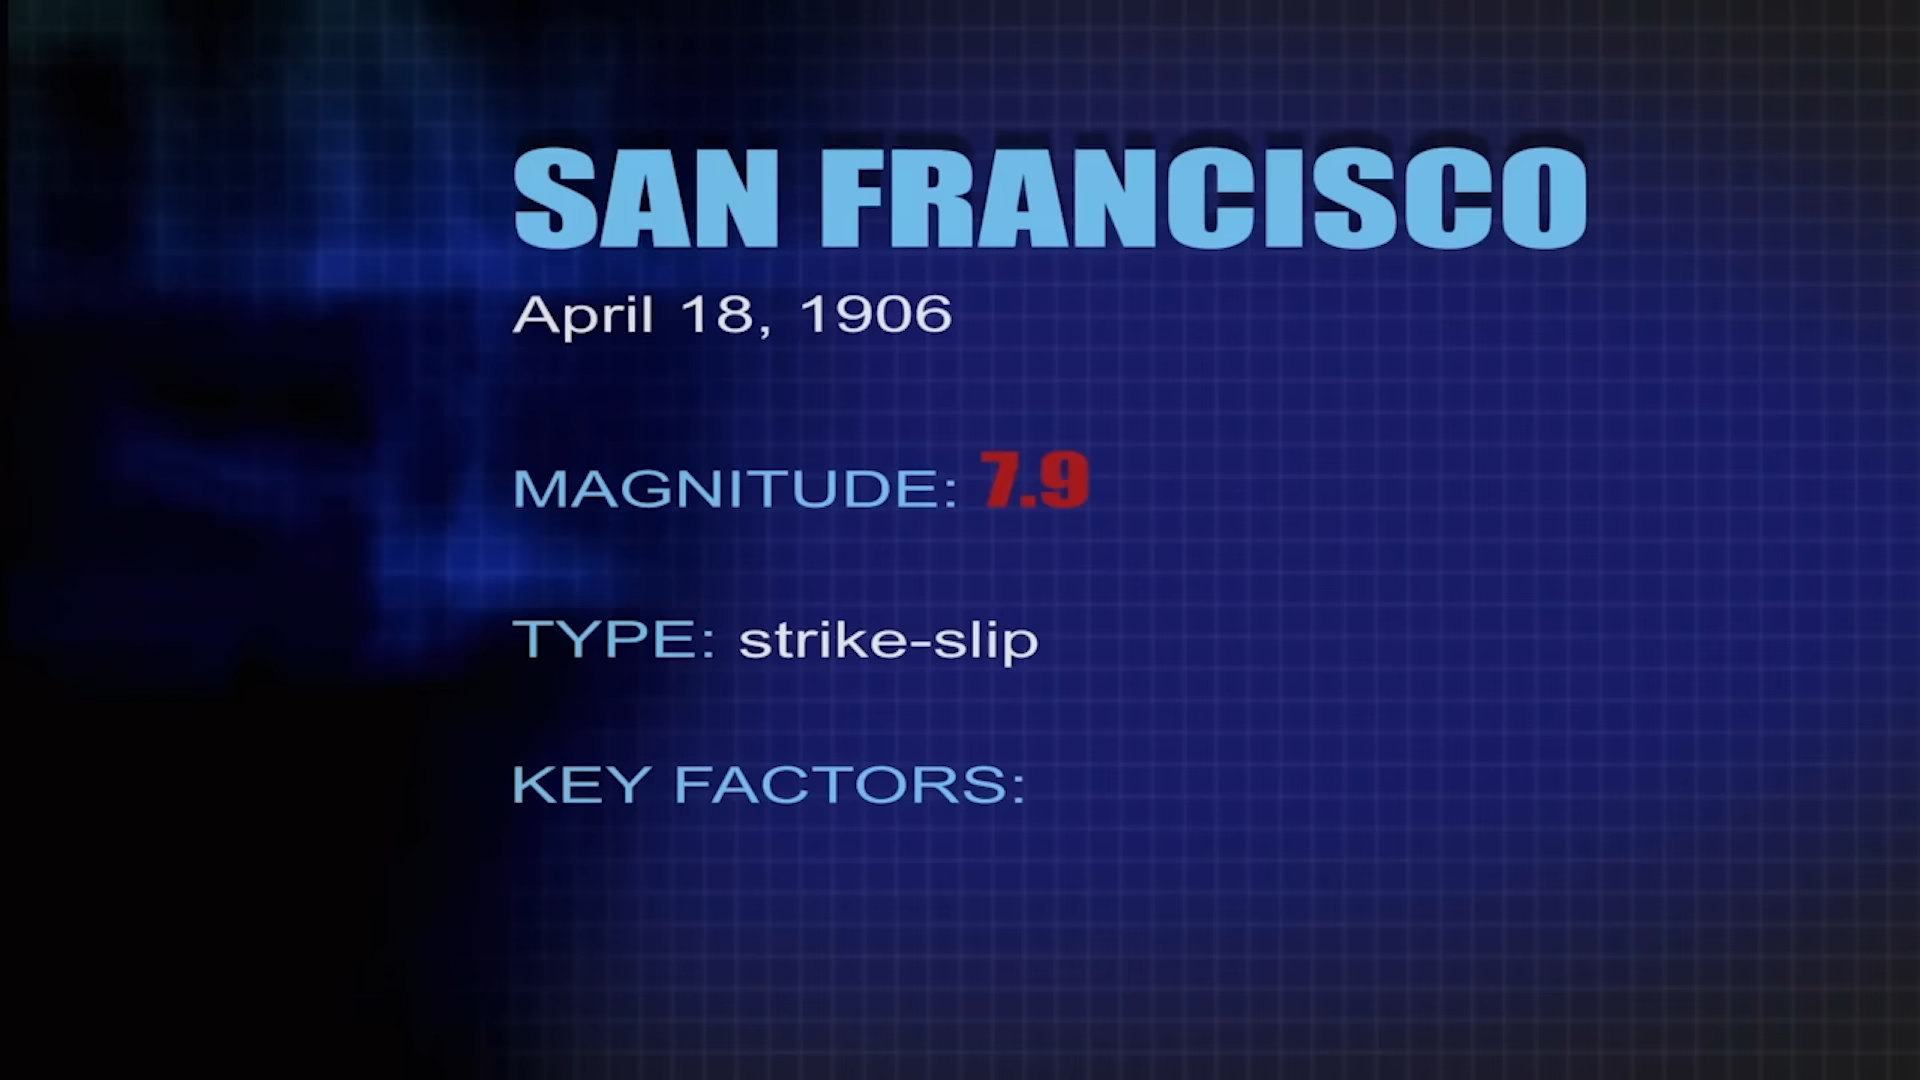 SAN FRANCISCO
April 18, 1906
MAGNITUDE: 7.9
TYPE: strike-slip
KEY FACTORS: